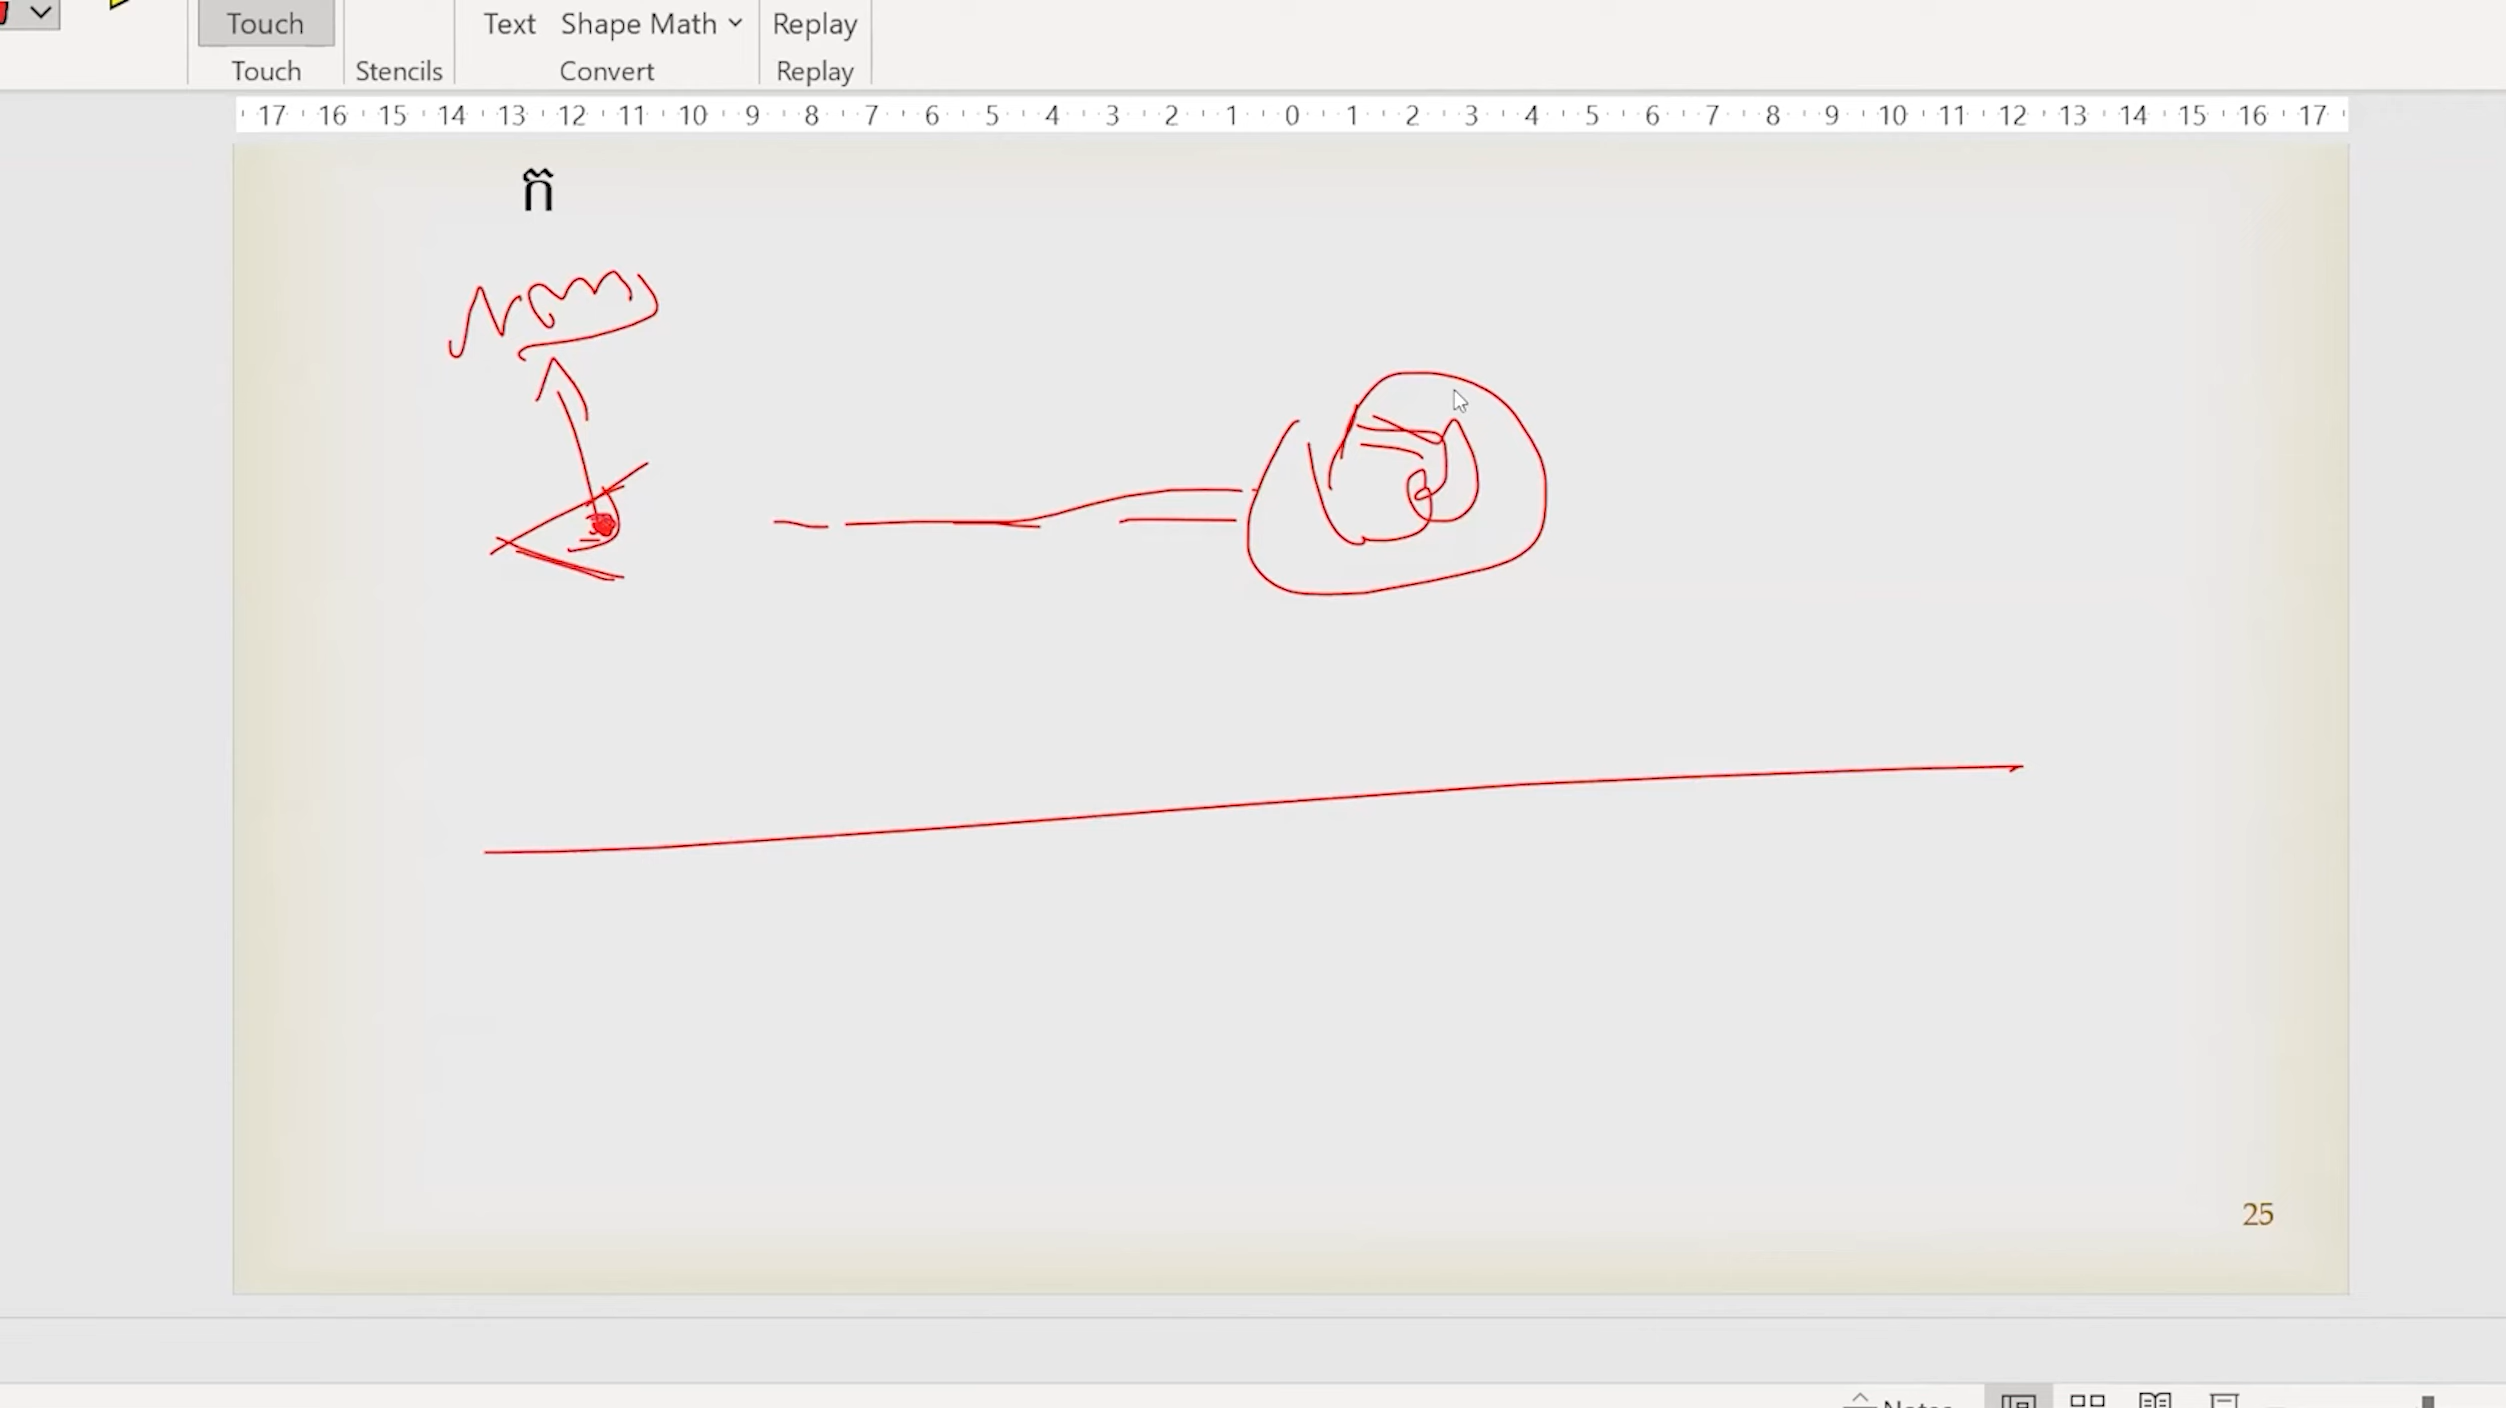 Touch Text Shape Math Replay
Touch Stencils Convert Replay
17 16 15 14 13 12 11 10 9 8 7 6 5 4 3 2 1 0 1 2 3 4 5 6 7 8 9 10 11 12 13 14 15 16 17
ñ
25
Notes